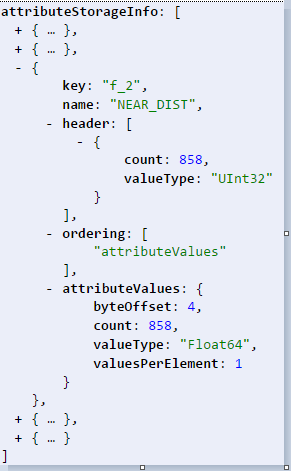 attributeStorageInfo: [
+ { … },
+ { … },
- {
key: "f_2",
name: "NEAR_DIST",
- header: [
- {
count: 858,
valueType: "UInt32"
}
],
- ordering: [
"attributeValues"
],
- attributeValues: {
byteOffset: 4,
count: 858,
valueType: "Float64",
valuesPerElement: 1
}
},
+ { … },
+ { … }
]